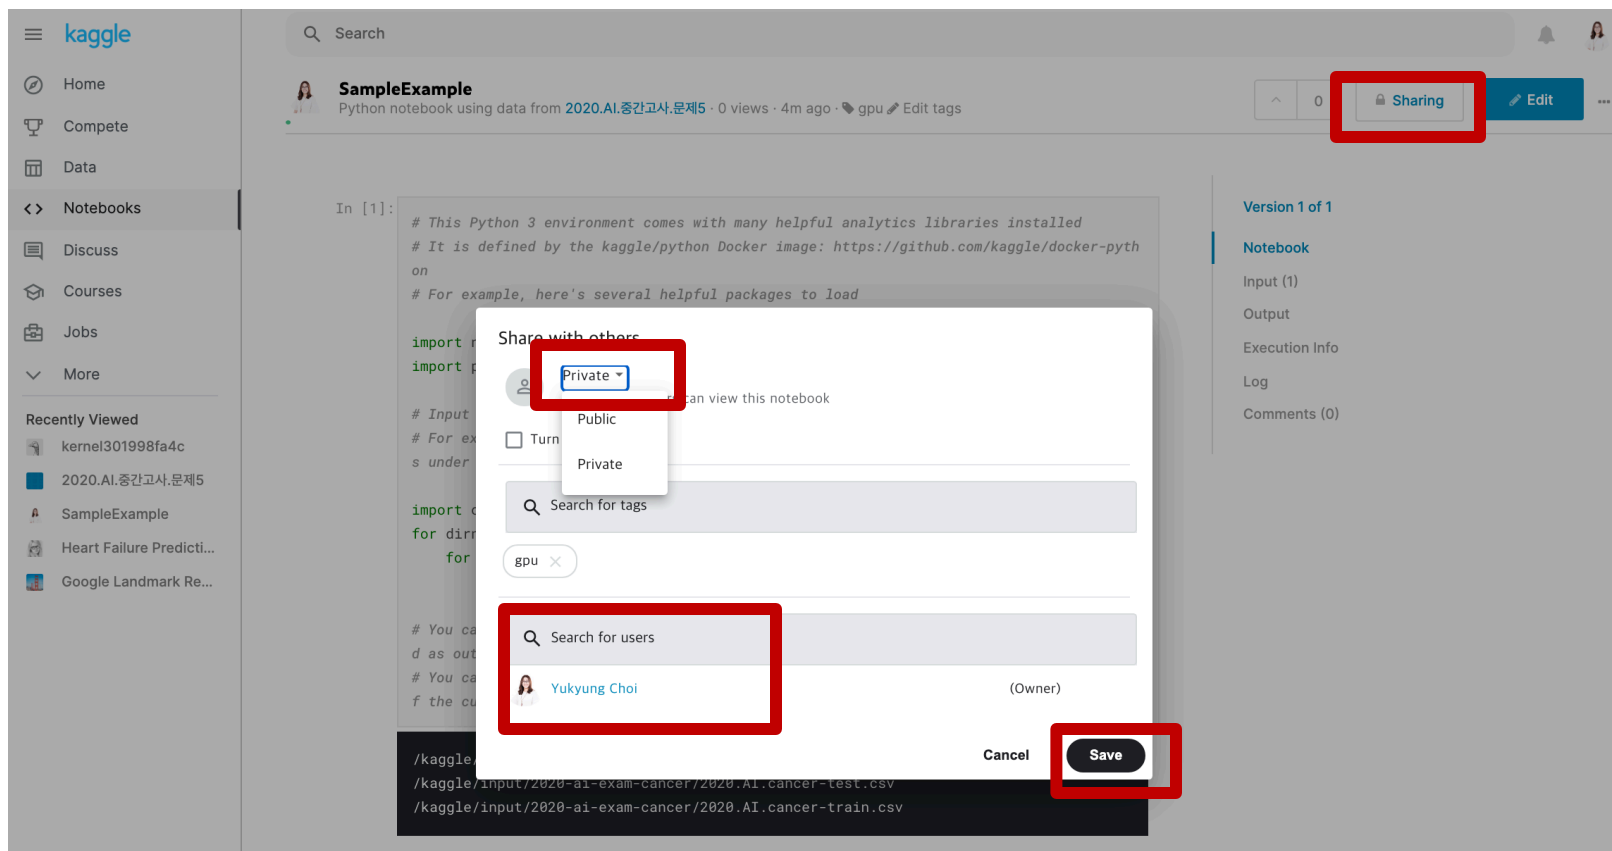 kaggle
Search
Home
Compete
Data
Notebooks
Discuss
Courses
Jobs
More
Recently Viewed
kernel301998fa4c
2020.AI.중간고사.문제5
SampleExample
Heart Failure Predicti...
Google Landmark Re...
SampleExample
Python notebook using data from 2020.AI.중간고사.문제5 · 0 views · 4m ago · gpu Edit tags
0
Sharing
Edit
In [1]:
# This Python 3 environment comes with many helpful analytics libraries installed
# It is defined by the kaggle/python Docker image: https://github.com/kaggle/docker-pyth
on
# For example, here's several helpful packages to load
import
import
# Input
# For
s under
import
for
for
# You
d as
# You
f the
/kaggle/
/kaggle/input/2020-ai-exam-cancer/2020.AI.cancer-test.csv
/kaggle/input/2020-ai-exam-cancer/2020.AI.cancer-train.csv
Share with others
Private
can view this notebook
Public
Private
Turn
Search for tags
gpu
Search for users
Yukyung Choi
(Owner)
Cancel
Save
Version 1 of 1
Notebook
Input (1)
Output
Execution Info
Log
Comments (0)